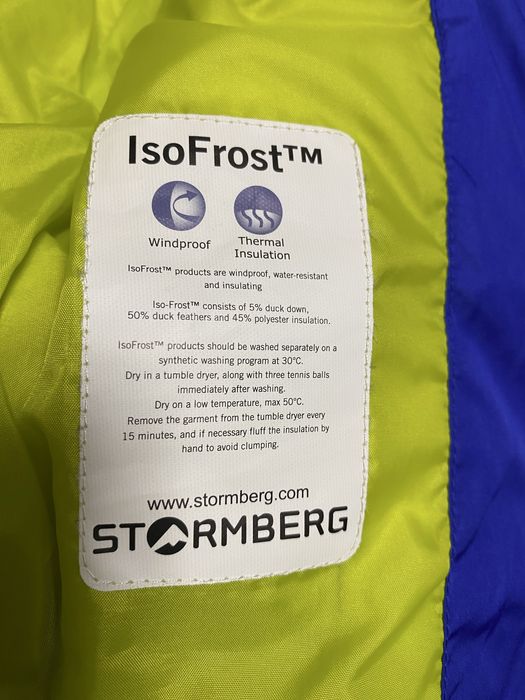 IsoFrost™
Windproof
Thermal
Insulation
IsoFrost™ products are windproof, water-resistant
and insulating
Iso-Frost™ consists of 5% duck down,
50% duck feathers and 45% polyester insulation.
IsoFrost™ products should be washed separately on a
synthetic washing program at 30°C.
Dry in a tumble dryer, along with three tennis balls
immediately after washing.
Dry on a low temperature, max 50°C.
Remove the garment from the tumble dryer every
15 minutes, and if necessary fluff the insulation by
hand to avoid clumping.
www.stormberg.com
STORMBERG